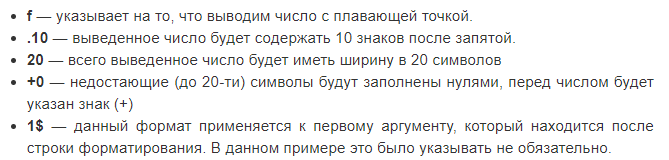 • f — указывает на то, что выводим число с плавающей точкой.
• .10 — выведенное число будет содержать 10 знаков после запятой.
• 20 — всего выведенное число будет иметь ширину в 20 символов
• +0 — недостающие (до 20-ти) символы будут заполнены нулями, перед числом будет
указан знак (+)
• 1$ — данный формат применяется к первому аргументу, который находится после
строки форматирования. В данном примере это было указывать не обязательно.